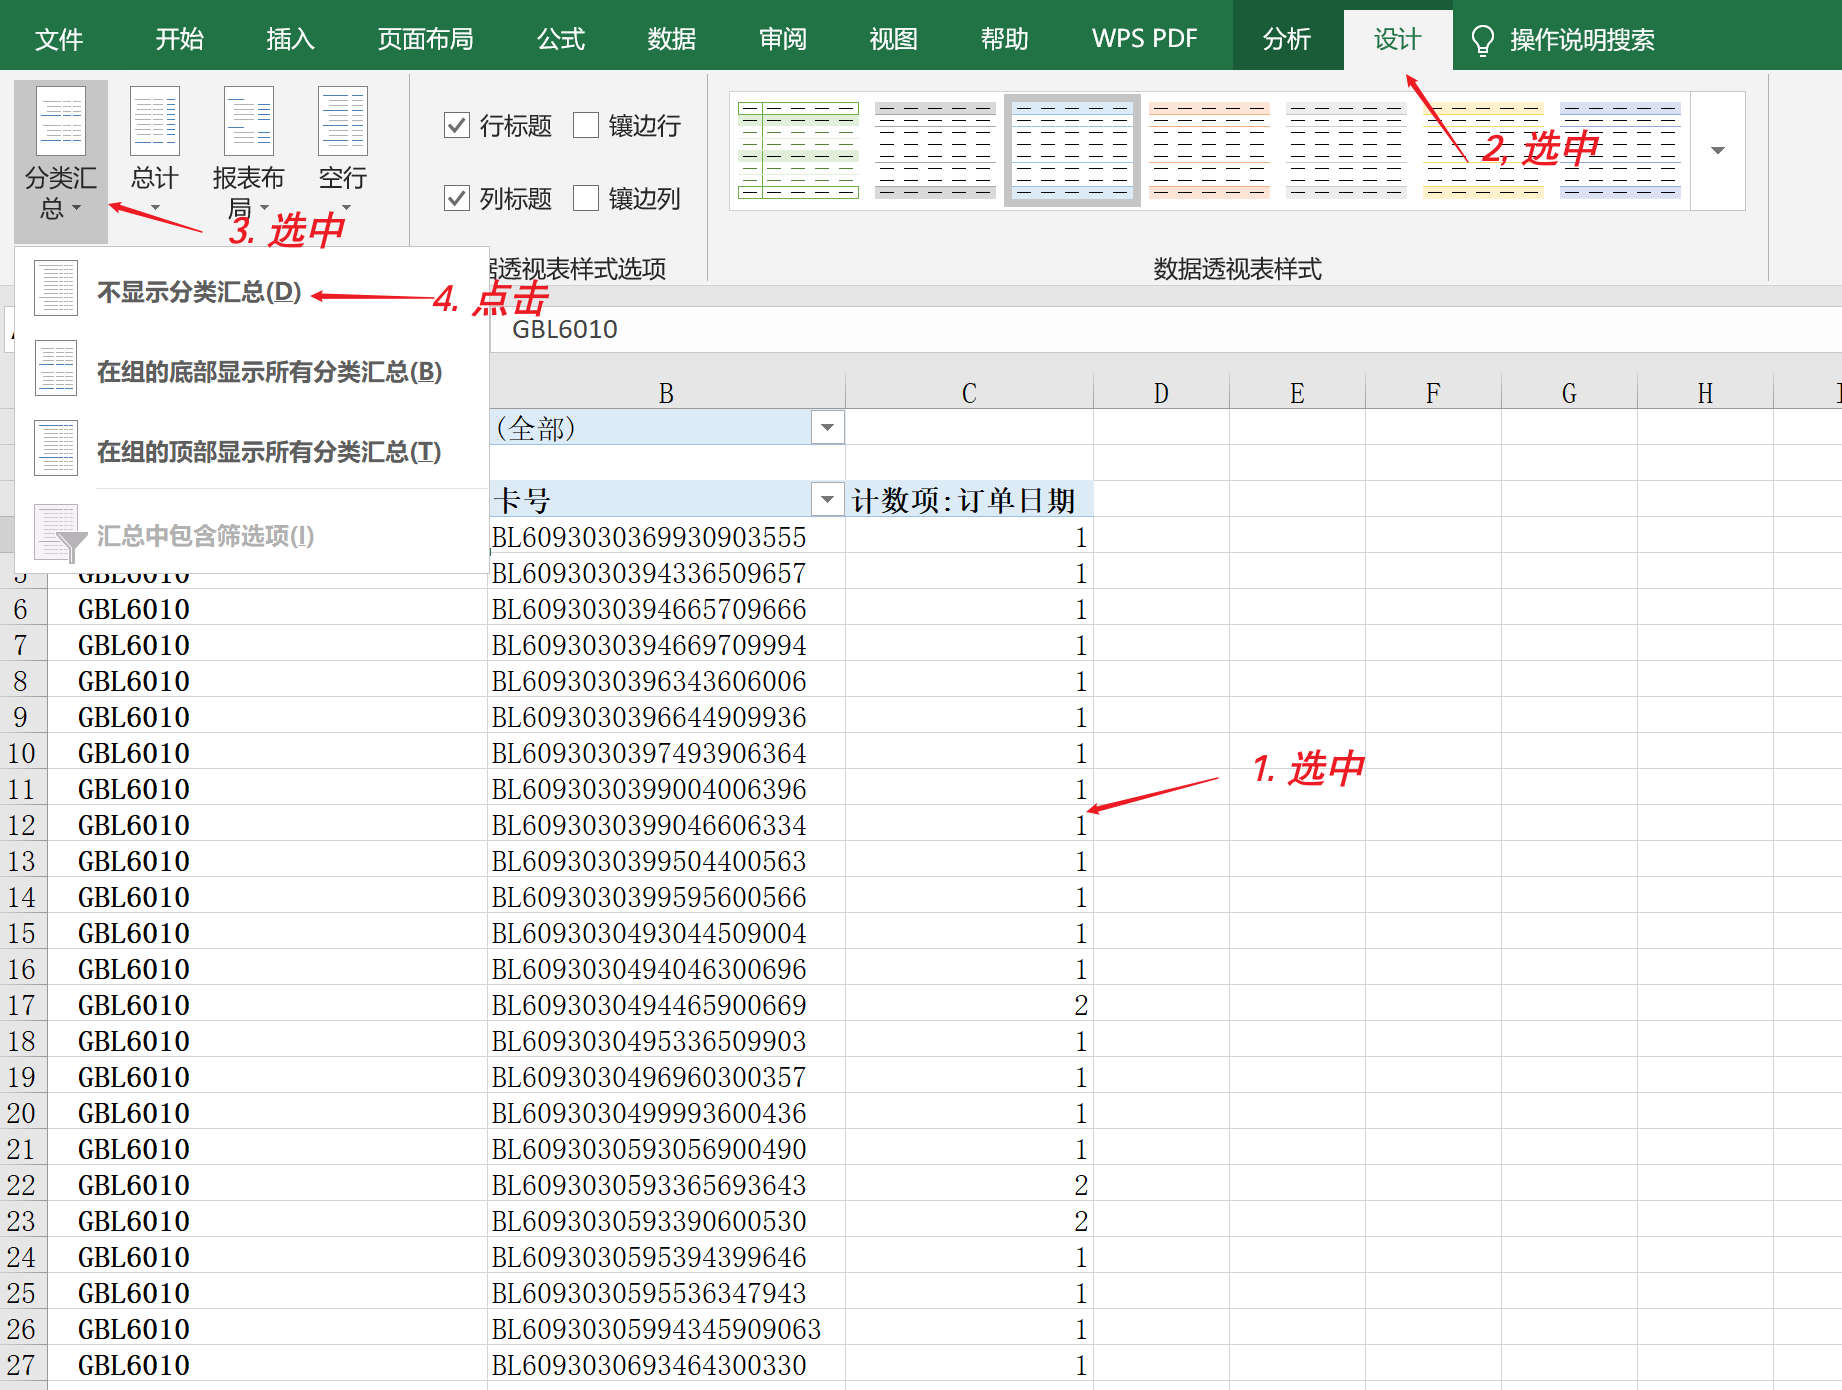 文件 开始 插入 页面布局 公式 数据 审阅 视图 帮助 WPS PDF 分析 设计 操作说明搜索
分类汇总 总计 报表布局 空行
行标题 镶边行
列标题 镶边列
2, 选中
3. 选中
透视表样式选项 数据透视表样式
不显示分类汇总(D)
4. 点击
在组的底部显示所有分类汇总(B)
在组的顶部显示所有分类汇总(T)
汇总中包含筛选项(I)
GBL6010
B C D E F G H
(全部)
卡号 计数项:订单日期
BL6093030369930903555 1
5 GBL6010 BL6093030394336509657 1
6 GBL6010 BL6093030394665709666 1
7 GBL6010 BL6093030394669709994 1
8 GBL6010 BL6093030396343606006 1
9 GBL6010 BL6093030396644909936 1
10 GBL6010 BL6093030397493906364 1
1. 选中
11 GBL6010 BL6093030399004006396 1
12 GBL6010 BL6093030399046606334 1
13 GBL6010 BL6093030399504400563 1
14 GBL6010 BL6093030399595600566 1
15 GBL6010 BL6093030493044509004 1
16 GBL6010 BL6093030494046300696 1
17 GBL6010 BL6093030494465900669 2
18 GBL6010 BL6093030495336509903 1
19 GBL6010 BL6093030496960300357 1
20 GBL6010 BL6093030499993600436 1
21 GBL6010 BL6093030593056900490 1
22 GBL6010 BL6093030593365693643 2
23 GBL6010 BL6093030593390600530 2
24 GBL6010 BL6093030595394399646 1
25 GBL6010 BL6093030595536347943 1
26 GBL6010 BL60930305994345909063 1
27 GBL6010 BL6093030693464300330 1